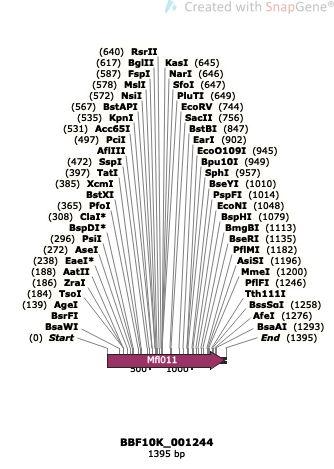 Created with SnapGene®
(640) RsrII
(617) BglII KasI (645)
(587) FspI NarI (646)
(578) MslI SfoI (647)
(572) NsiI PluTI (649)
(567) BstAPI EcoRV (744)
(535) KpnI SacII (756)
(531) Acc65I BstBI (847)
(497) PciI EarI (902)
AflIII EcoO109I (945)
(472) SspI Bpu10I (949)
(397) TatI SphI (957)
(385) XcmI BseYI (1010)
BstXI PspFI (1014)
(365) PfoI EcoNI (1048)
(308) ClaI* BspHI (1079)
BspDI* BmgBI (1113)
(296) PsiI BseRI (1135)
(272) AseI PflMI (1182)
(238) EaeI* AsiSI (1196)
(188) AatII MmeI (1200)
(186) ZraI PflFI (1246)
(184) TsoI Tth111I
(139) AgeI BssSαI (1258)
BsrFI AfeI (1276)
BsaWI BsaAI (1293)
(0) Start End (1395)
Mfl011
500 1000
BBF10K_001244
1395 bp